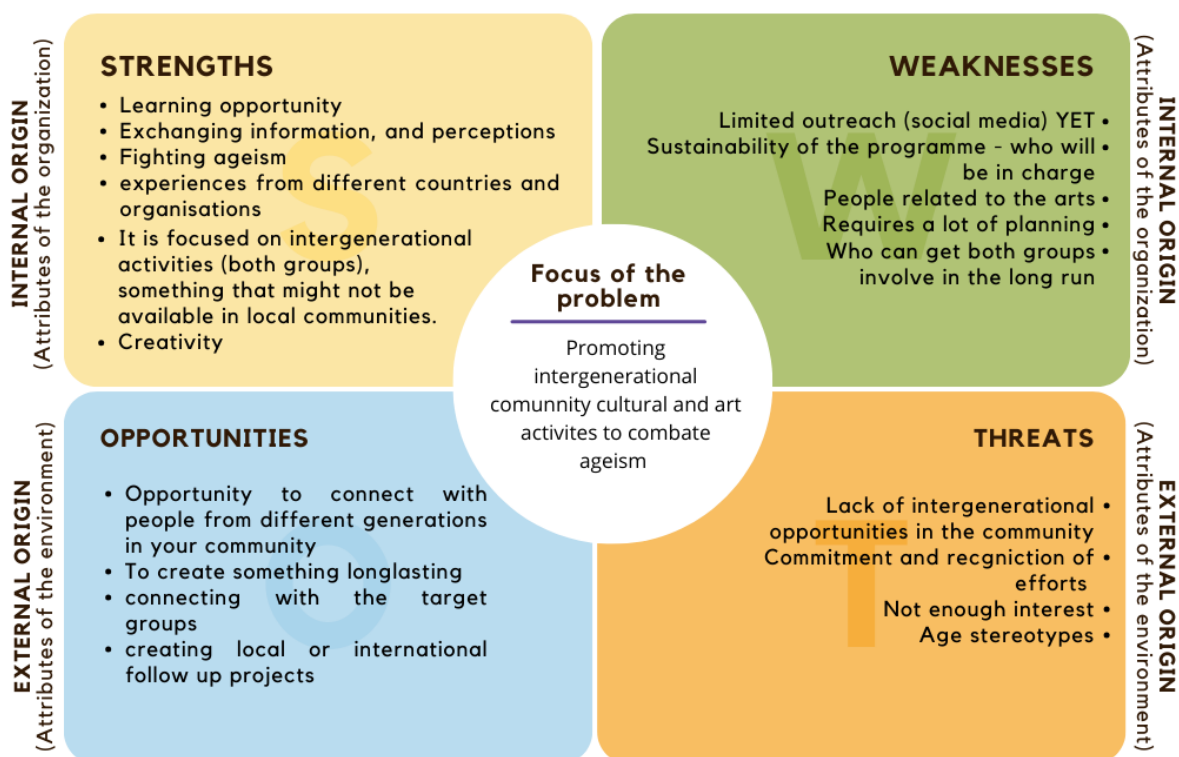 STRENGTHS
• Learning opportunity
• Exchanging information, and perceptions
• Fighting ageism
• experiences from different countries and
organisations
• It is focused on intergenerational
activities (both groups),
something that might not be
available in local communities.
• Creativity
S
INTERNAL ORIGIN
(Attributes of the organization)
WEAKNESSES
Limited outreach (social media) YET •
Sustainability of the programme - who will •
be in charge
People related to the arts •
Requires a lot of planning •
Who can get both groups •
involve in the long run
W
INTERNAL ORIGIN
(Attributes of the organization)
Focus of the
problem
Promoting
intergenerational
comunnity cultural and art
activites to combate
ageism
OPPORTUNITIES
• Opportunity to connect with
people from different generations
in your community
• To create something longlasting
• connecting with the target
groups
• creating local or international
follow up projects
O
EXTERNAL ORIGIN
(Attributes of the environment)
THREATS
Lack of intergenerational •
opportunities in the community
Commitment and recgniction of •
efforts
Not enough interest •
Age stereotypes •
T
EXTERNAL ORIGIN
(Attributes of the environment)